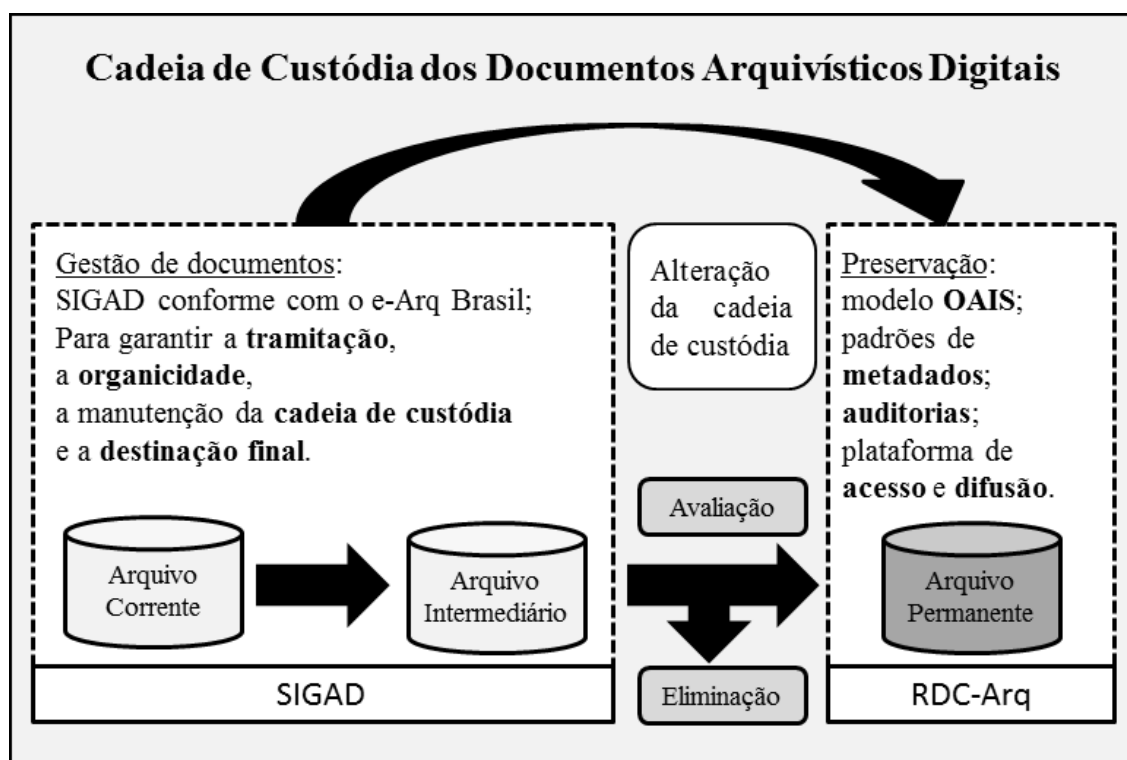 Cadeia de Custódia dos Documentos Arquivísticos Digitais
Gestão de documentos:
SIGAD conforme com o e-Arq Brasil;
Para garantir a tramitação,
a organicidade,
a manutenção da cadeia de custódia
e a destinação final.
Alteração
da cadeia
de custódia
Preservação:
modelo OAIS;
padrões de
metadados;
auditorias;
plataforma de
acesso e difusão.
Arquivo
Corrente
Arquivo
Intermediário
Avaliação
Eliminação
Arquivo
Permanente
SIGAD
RDC-Arq